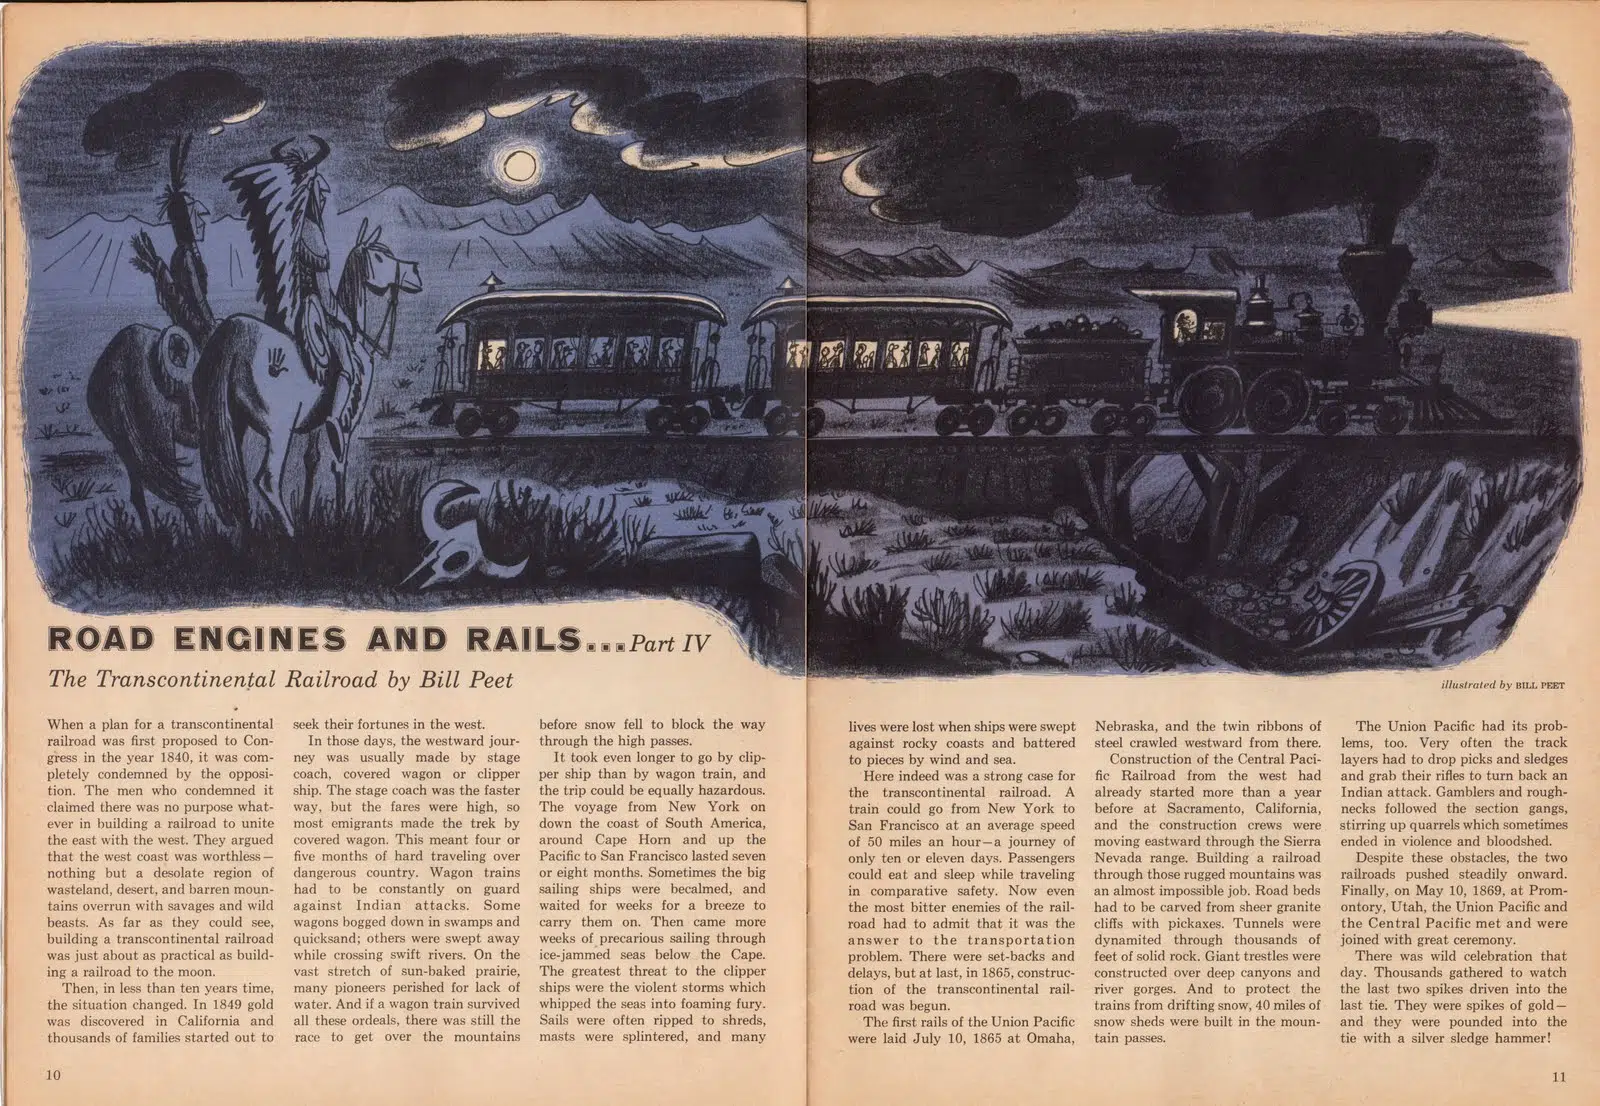 ROAD ENGINES AND RAILS...Part IV
The Transcontinental Railroad by Bill Peet
illustrated by BILL PEET
When a plan for a transcontinental
railroad was first proposed to Con-
gress in the year 1840, it was com-
pletely condemned by the opposi-
tion. The men who condemned it
claimed there was no purpose what-
ever in building a railroad to unite
the east with the west. They argued
that the west coast was worthless—
nothing but a desolate region of
wasteland, desert, and barren moun-
tains overrun with savages and wild
beasts. As far as they could see,
building a transcontinental railroad
was just about as practical as build-
ing a railroad to the moon.
Then, in less than ten years time,
the situation changed. In 1849 gold
was discovered in California and
thousands of families started out to
seek their fortunes in the west.
In those days, the westward jour-
ney was usually made by stage
coach, covered wagon or clipper
ship. The stage coach was the faster
way, but the fares were high, so
most emigrants made the trek by
covered wagon. This meant four or
five months of hard traveling over
dangerous country. Wagon trains
had to be constantly on guard
against Indian attacks. Some
wagons bogged down in swamps and
quicksand; others were swept away
while crossing swift rivers. On the
vast stretch of sun-baked prairie,
many pioneers perished for lack of
water. And if a wagon train survived
all these ordeals, there was still the
race to get over the mountains
before snow fell to block the way
through the high passes.
It took even longer to go by clip-
per ship than by wagon train, and
the trip could be equally hazardous.
The voyage from New York on
down the coast of South America,
around Cape Horn and up the
Pacific to San Francisco lasted seven
or eight months. Sometimes the big
sailing ships were becalmed, and
waited for weeks for a breeze to
carry them on. Then came more
weeks of precarious sailing through
ice-jammed seas below the Cape.
The greatest threat to the clipper
ships were the violent storms which
whipped the seas into foaming fury.
Sails were often ripped to shreds,
masts were splintered, and many
lives were lost when ships were swept
against rocky coasts and battered
to pieces by wind and sea.
Here indeed was a strong case for
the transcontinental railroad. A
train could go from New York to
San Francisco at an average speed
of 50 miles an hour—a journey of
only ten or eleven days. Passengers
could eat and sleep while traveling
in comparative safety. Now even
the most bitter enemies of the rail-
road had to admit that it was the
answer to the transportation
problem. There were set-backs and
delays, but at last, in 1865, construc-
tion of the transcontinental rail-
road was begun.
The first rails of the Union Pacific
were laid July 10, 1865 at Omaha,
Nebraska, and the twin ribbons of
steel crawled westward from there.
Construction of the Central Paci-
fic Railroad from the west had
already started more than a year
before at Sacramento, California,
and the construction crews were
moving eastward through the Sierra
Nevada range. Building a railroad
through those rugged mountains was
an almost impossible job. Road beds
had to be carved from sheer granite
cliffs with pickaxes. Tunnels were
dynamited through thousands of
feet of solid rock. Giant trestles were
constructed over deep canyons and
river gorges. And to protect the
trains from drifting snow, 40 miles of
snow sheds were built in the moun-
tain passes.
The Union Pacific had its prob-
lems, too. Very often the track
layers had to drop picks and sledges
and grab their rifles to turn back an
Indian attack. Gamblers and rough-
necks followed the section gangs,
stirring up quarrels which sometimes
ended in violence and bloodshed.
Despite these obstacles, the two
railroads pushed steadily onward.
Finally, on May 10, 1869, at Prom-
ontory, Utah, the Union Pacific and
the Central Pacific met and were
joined with great ceremony.
There was wild celebration that
day. Thousands gathered to watch
the last two spikes driven into the
last tie. They were spikes of gold—
and they were pounded into the
tie with a silver sledge hammer!
10
11